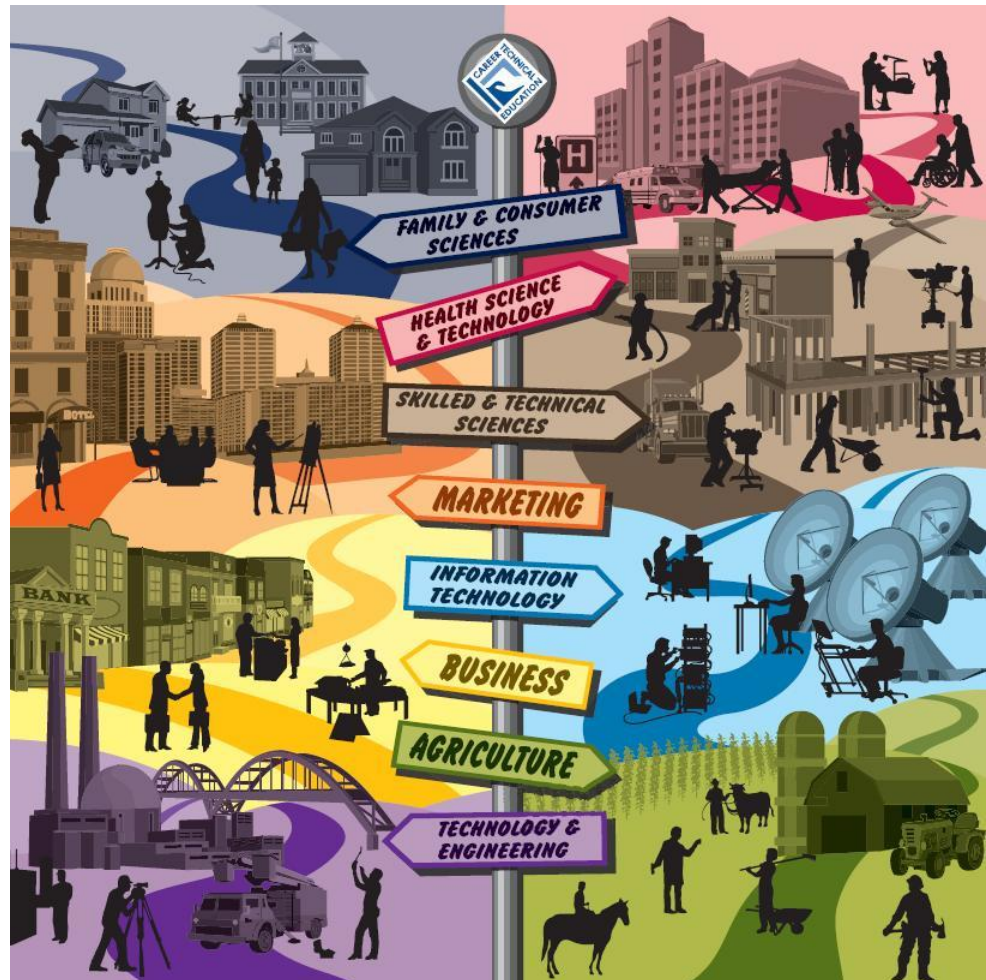 CAREER TECHNICAL
EDUCATION
H
FAMILY & CONSUMER
SCIENCES
HEALTH SCIENCE
& TECHNOLOGY
SKILLED & TECHNICAL
SCIENCES
HOTEL
MARKETING
INFORMATION
TECHNOLOGY
BANK
BUSINESS
AGRICULTURE
TECHNOLOGY &
ENGINEERING